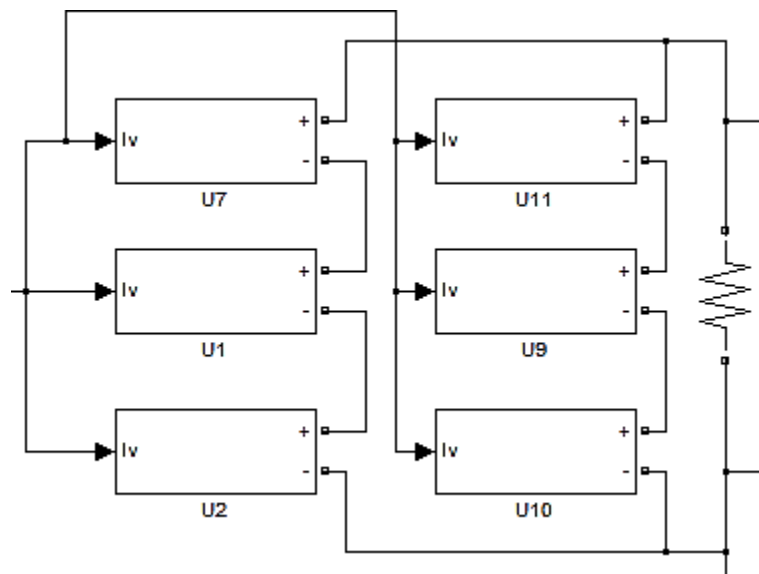 Iv + - Iv + -
U7 U11
Iv + - Iv + -
U1 U9
Iv + - Iv + -
U2 U10